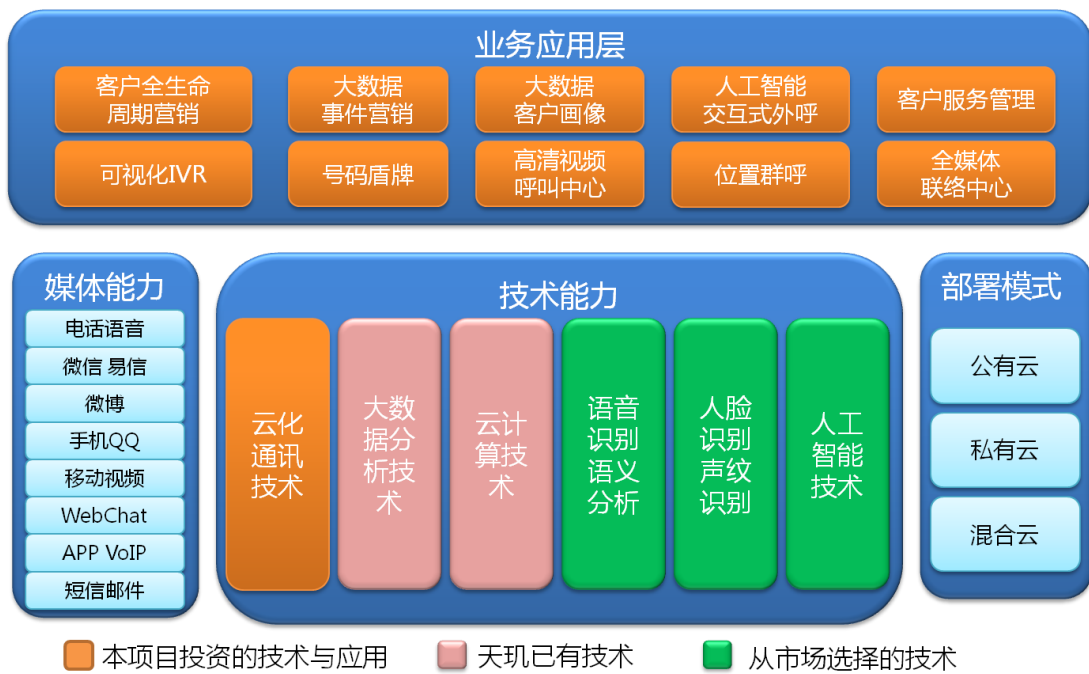 业务应用层
客户全生命
周期营销
大数据
事件营销
大数据
客户画像
人工智能
交互式外呼
客户服务管理
可视化IVR
号码盾牌
高清视频
呼叫中心
位置群呼
全媒体
联络中心
媒体能力
电话语音
微信 易信
微博
手机QQ
移动视频
WebChat
APP VoIP
短信邮件
技术能力
云化
通讯
技术
大数
据分
析技
术
云计
算技
术
语音
识别
语义
分析
人脸
识别
声纹
识别
人工
智能
技术
部署模式
公有云
私有云
混合云
本项目投资的技术与应用
天玑已有技术
从市场选择的技术